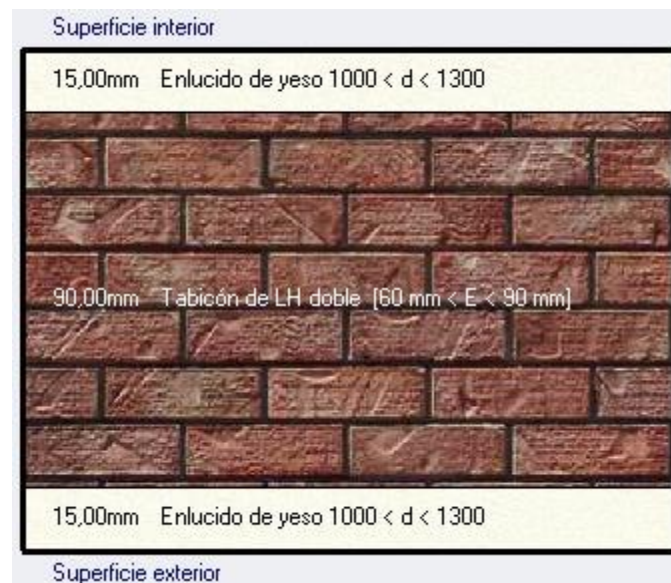 Superficie interior
15,00mm Enlucido de yeso 1000 < d < 1300
90,00mm Tabicón de LH doble [60 mm < E < 90 mm]
15,00mm Enlucido de yeso 1000 < d < 1300
Superficie exterior